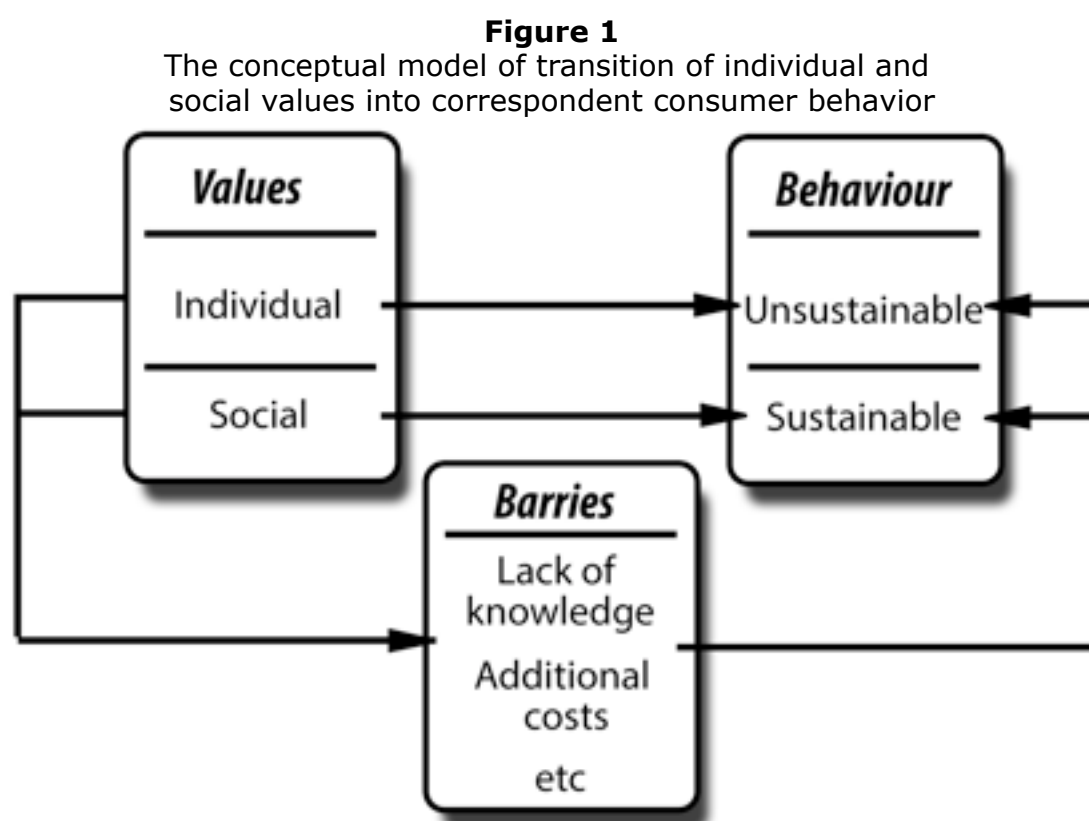 Figure 1
The conceptual model of transition of individual and
social values into correspondent consumer behavior
Values
Individual
Social
Behaviour
Unsustainable
Sustainable
Barries
Lack of
knowledge
Additional
costs
etc